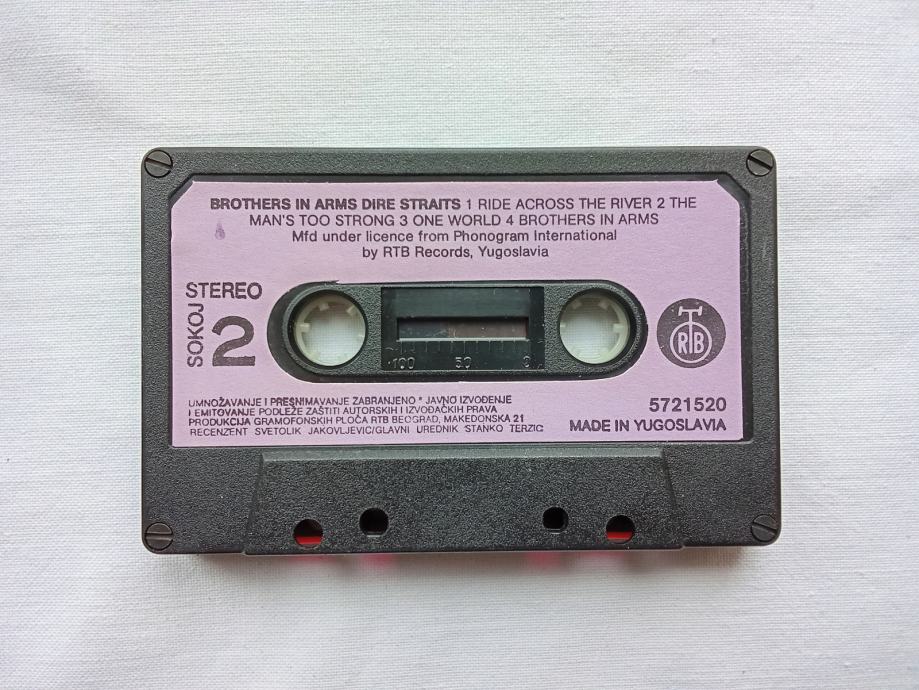 BROTHERS IN ARMS DIRE STRAITS 1 RIDE ACROSS THE RIVER 2 THE
MAN'S TOO STRONG 3 ONE WORLD 4 BROTHERS IN ARMS
Mfd under licence from Phonogram International
by RTB Records, Yugoslavia
STEREO
SOKOJ
2
100 50 0
RTB
UMNOŽAVANJE I PRESNIMAVANJE ZABRANJENO * JAVNO IZVOĐENJE
I EMITOVANJE PODLEŽE ZAŠTITI AUTORSKIH I IZVOĐAČKIH PRAVA
PRODUKCIJA GRAMOFONSKIH PLOČA RTB BEOGRAD, MAKEDONSKA 21
RECENZENT SVETOLIK JAKOVLJEVIC/GLAVNI UREDNIK STANKO TERZIC
5721520
MADE IN YUGOSLAVIA